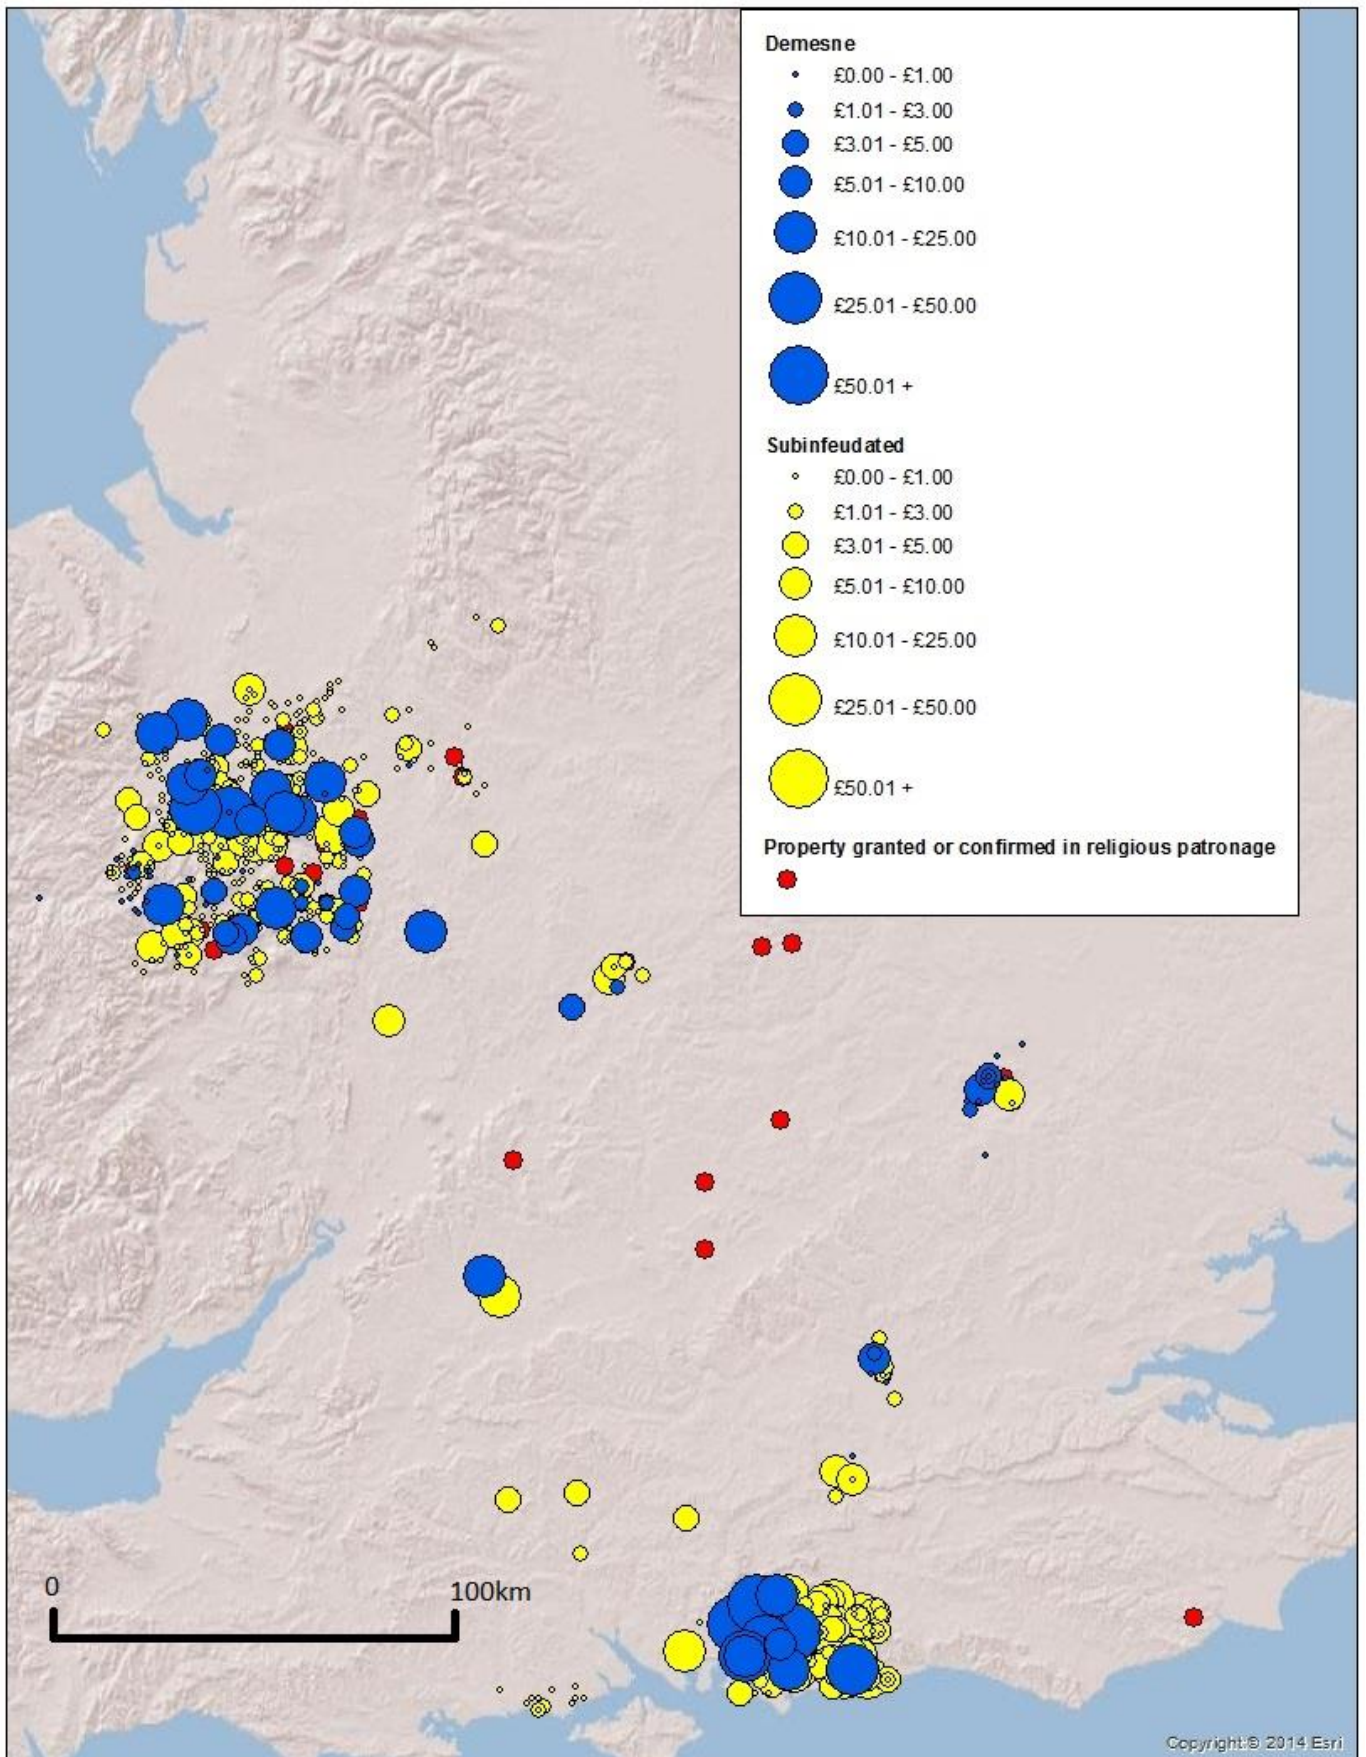 Demesne
£0.00 - £1.00
£1.01 - £3.00
£3.01 - £5.00
£5.01 - £10.00
£10.01 - £25.00
£25.01 - £50.00
£50.01 +
Subinfeudated
£0.00 - £1.00
£1.01 - £3.00
£3.01 - £5.00
£5.01 - £10.00
£10.01 - £25.00
£25.01 - £50.00
£50.01 +
Property granted or confirmed in religious patronage
0 100km
Copyright:© 2014 Esri